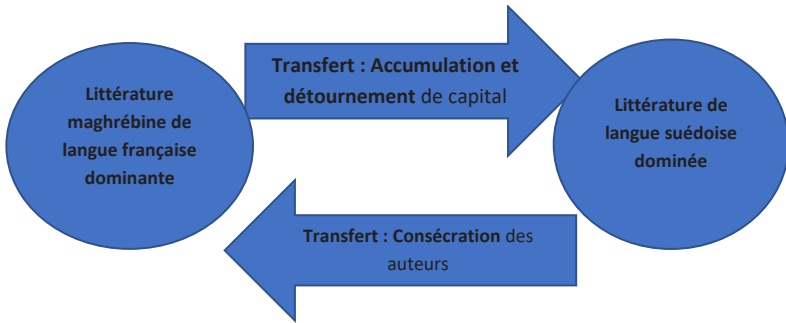 Littérature
maghrébine de
langue française
dominante
Transfert : Accumulation et
détournement de capital
Littérature de
langue suédoise
dominée
Transfert : Consécration des
auteurs